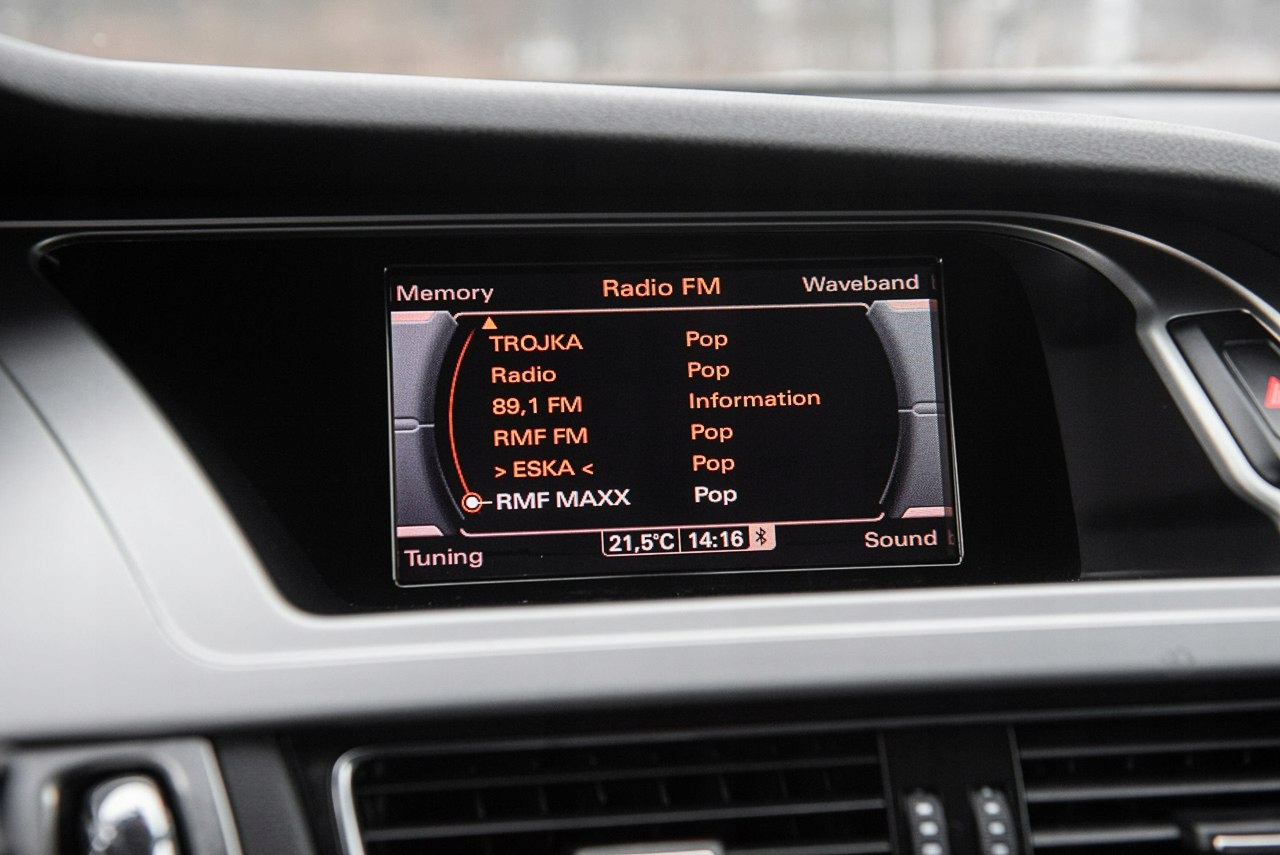 Memory Radio FM Waveband
TROJKA Pop
Radio Pop
89,1 FM Information
RMF FM Pop
> ESKA < Pop
RMF MAXX Pop
21,5°C 14:16
Tuning Sound